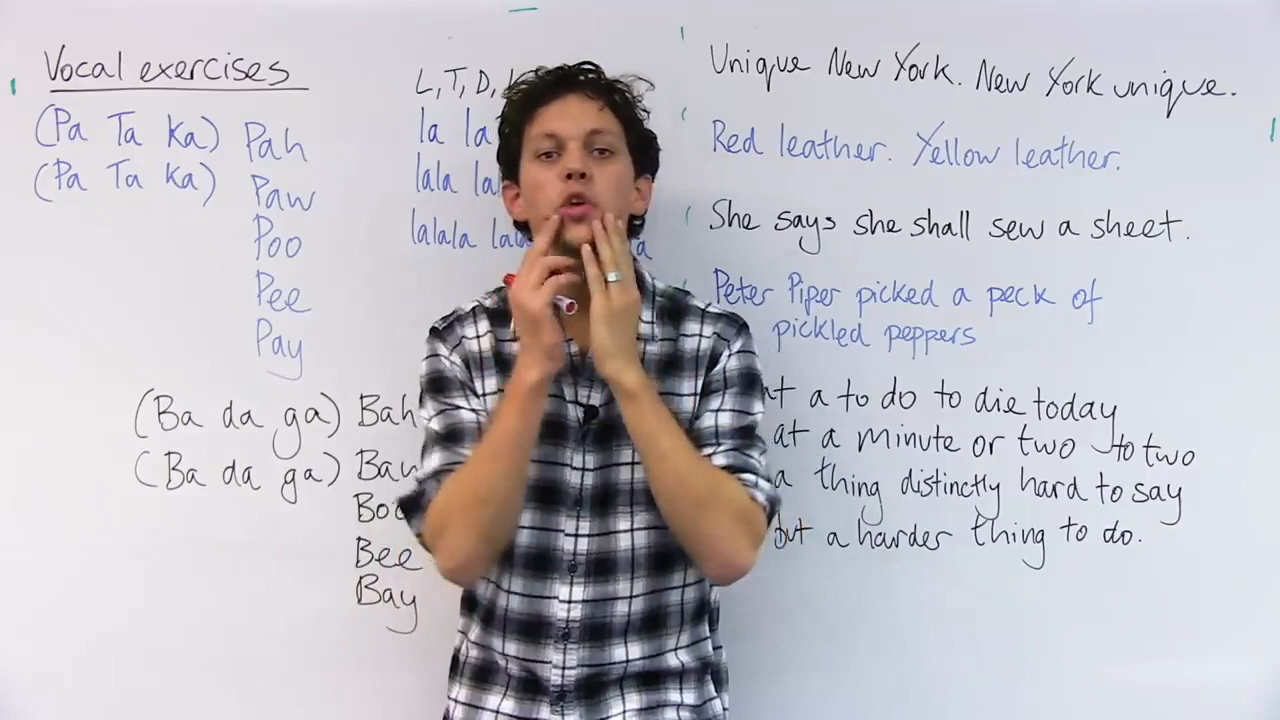 Vocal exercises
(Pa Ta Ka) Pah
(Pa Ta Ka) Paw
Poo
Pee
Pay
(Ba da ga) Bah
(Ba da ga)
Bee
Bay
L, T, D,
la la
lala
lalala
Unique New York. New York unique.
Red leather. Yellow leather.
She says she shall sew a sheet.
Peter Piper picked a peck of
pickled peppers
a to do to die today
at a minute or two to two
a thing distinctly hard to say
but a harder thing to do.